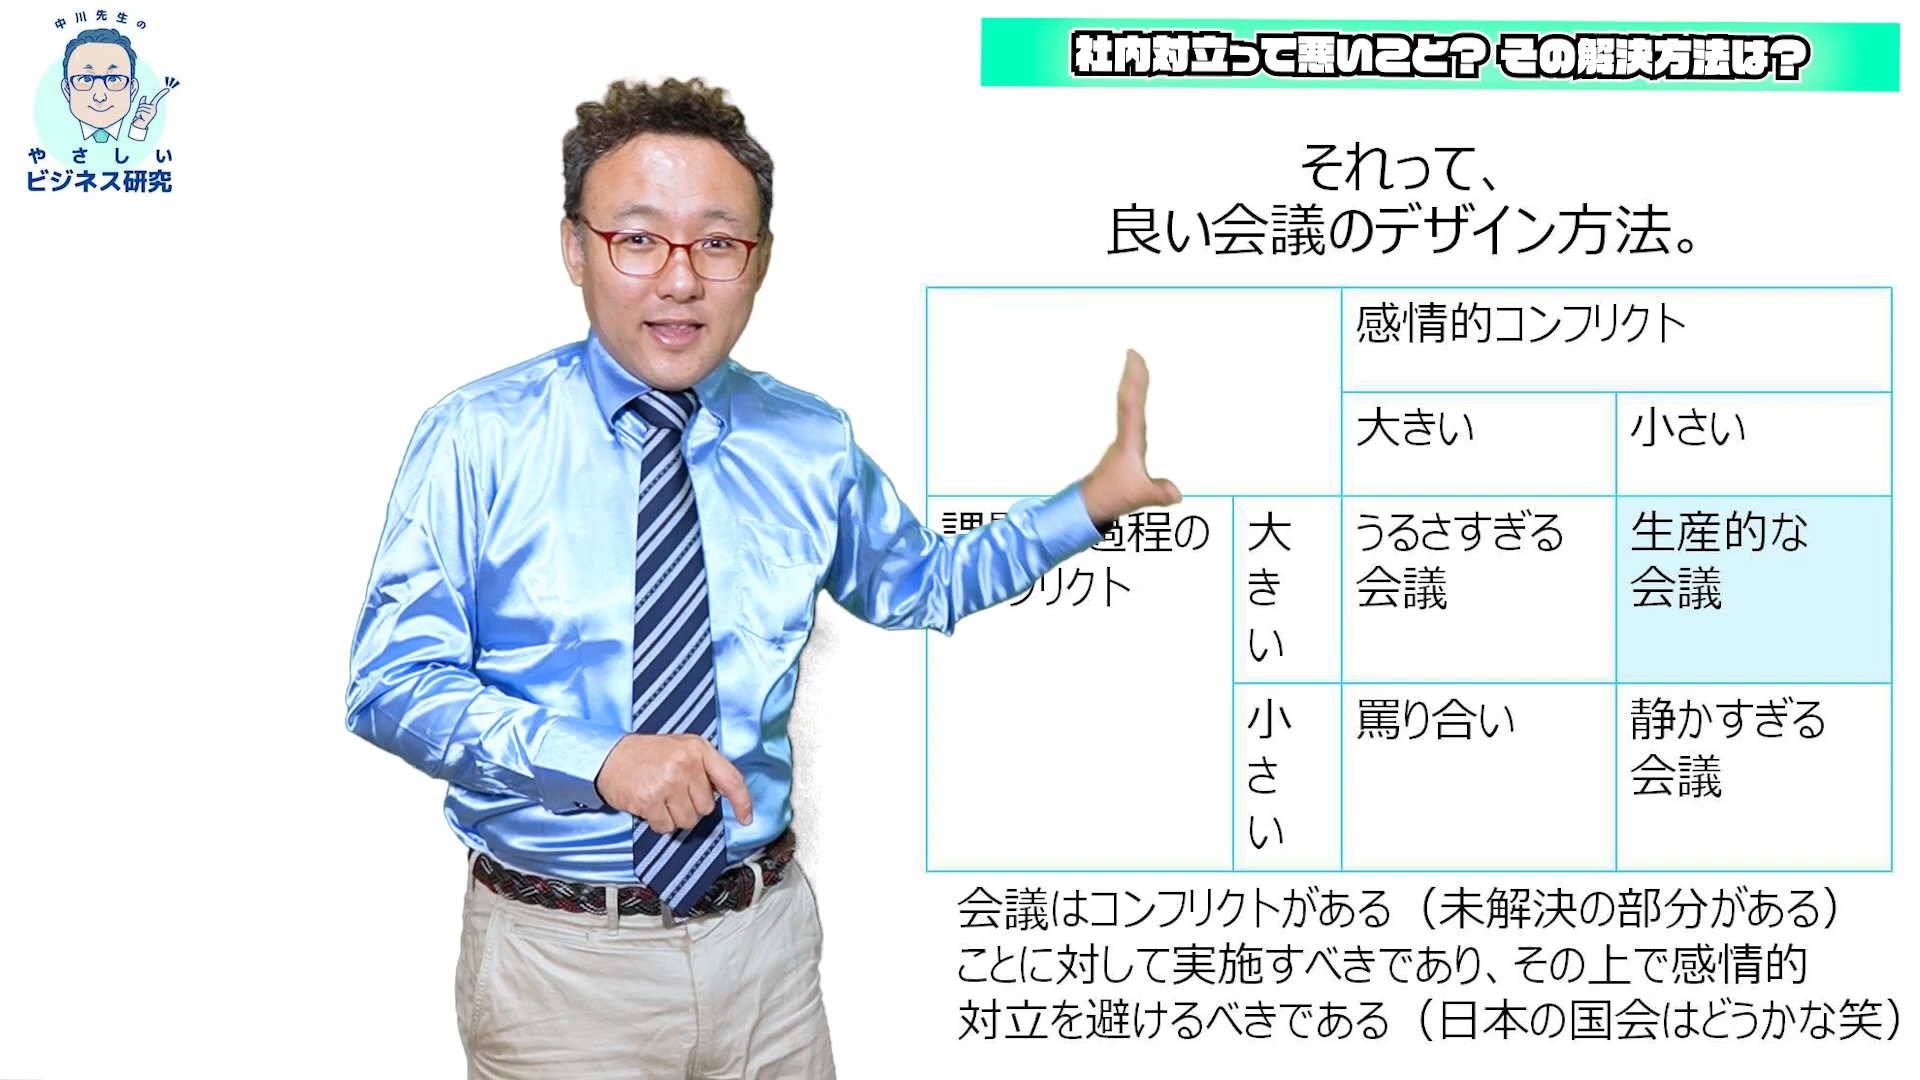 中川先生の
やさしい
ビジネス研究
社内対立って悪いこと？その解決方法は？
それって、
良い会議のデザイン方法。
感情的コンフリクト
大きい
小さい
過程の
フリクト
大きい
うるさすぎる
会議
生産的な
会議
小さい
罵り合い
静かすぎる
会議
会議はコンフリクトがある（未解決の部分がある）
ことに対して実施すべきであり、その上で感情的
対立を避けるべきである（日本の国会はどうかな笑）